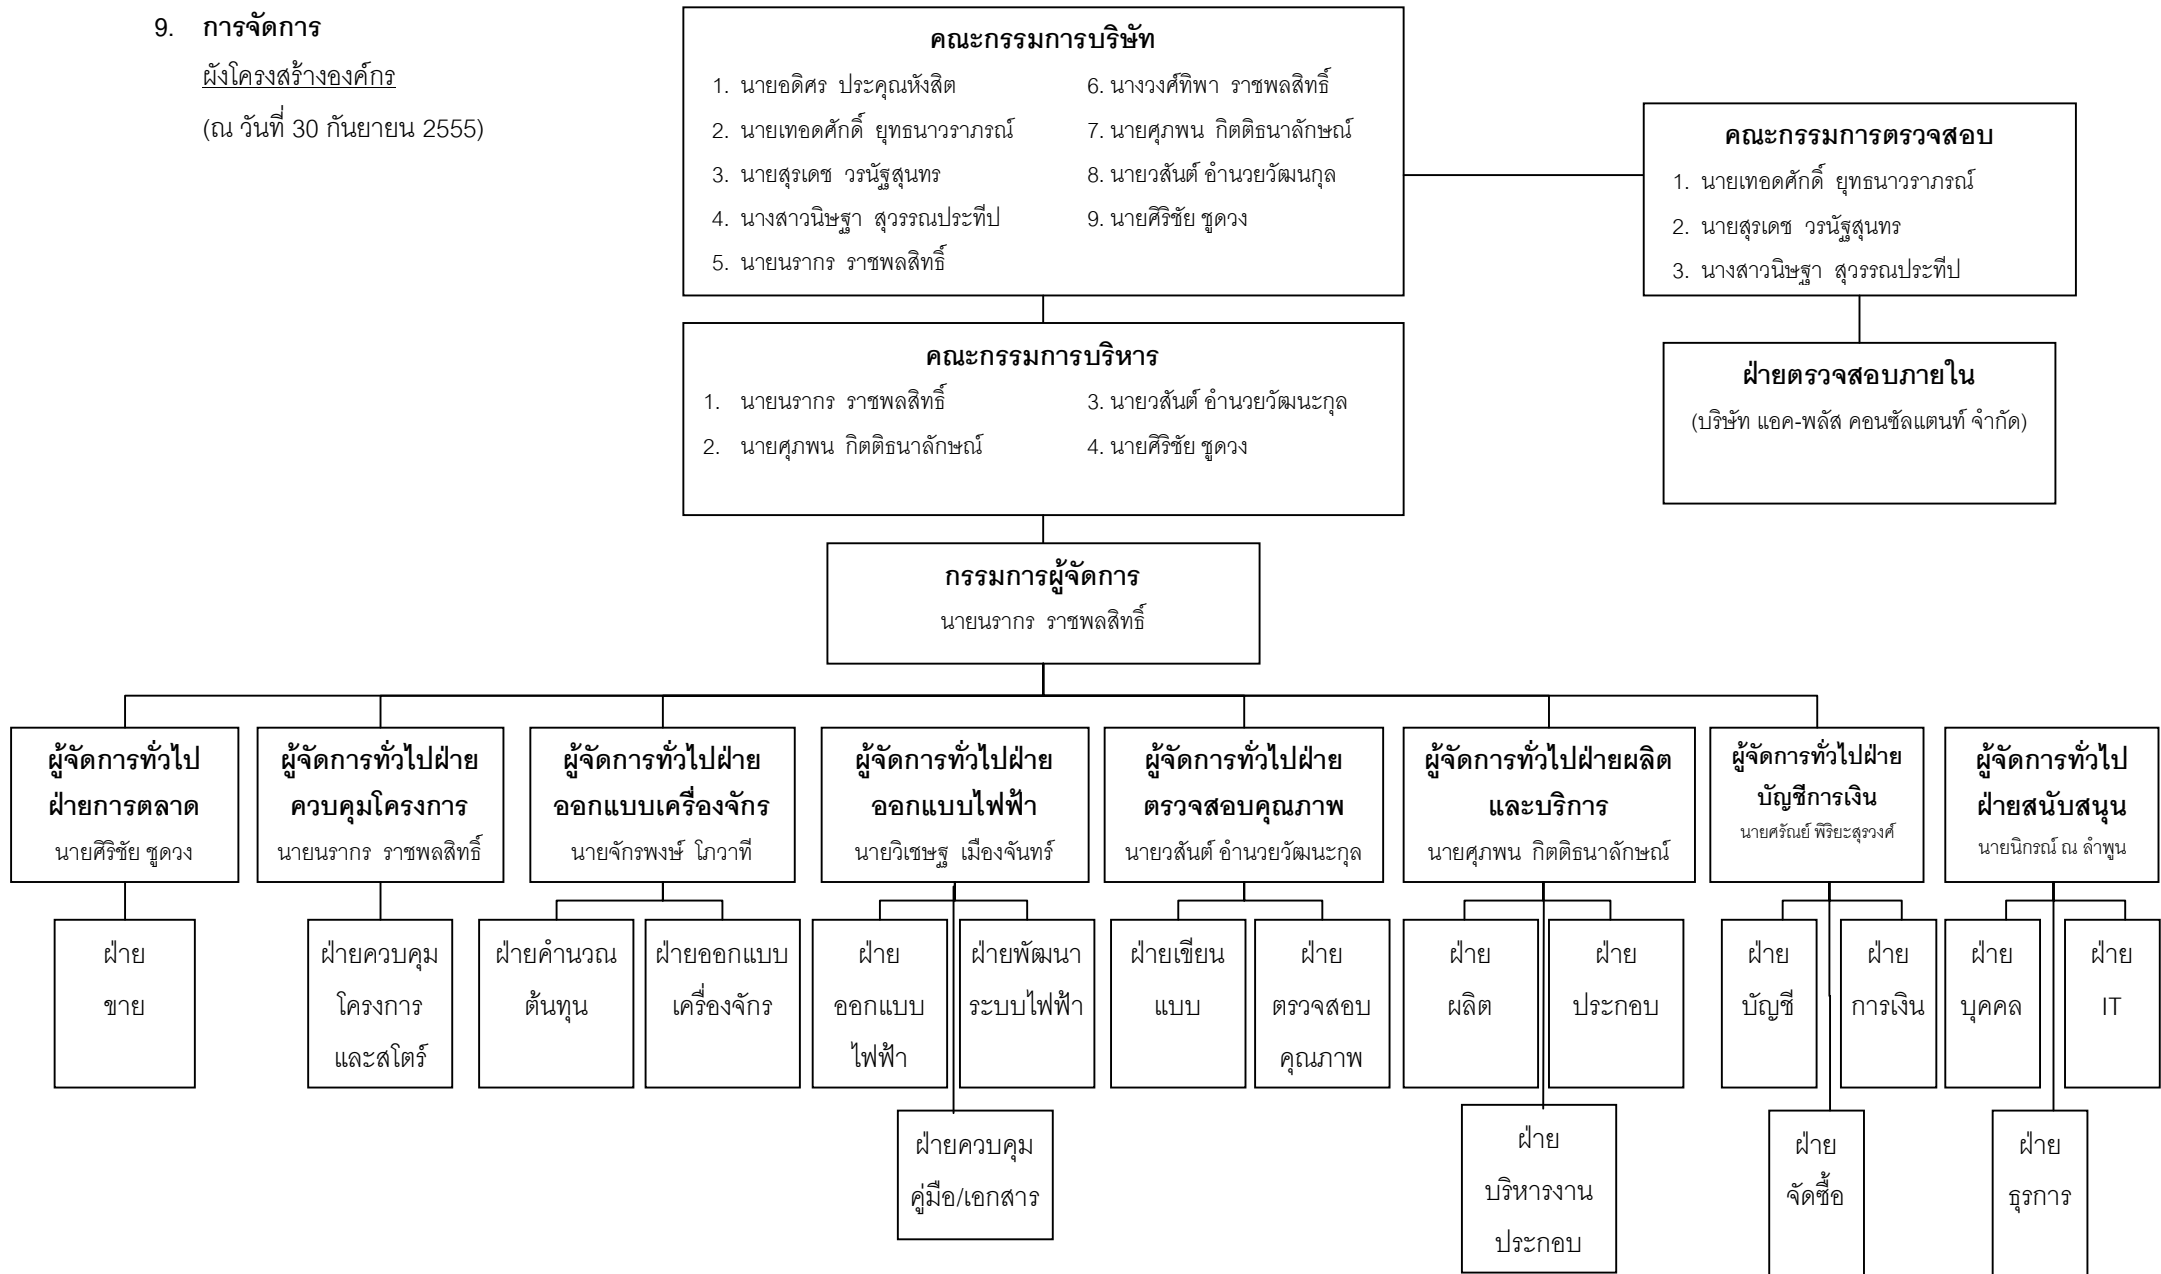 9. การจัดการ
ผังโครงสร้างองค์กร
(ณ วันที่ 30 กันยายน 2555)
คณะกรรมการบริษัท
1. นายอดิศร ประคุณหังสิต
2. นายเทอดศักดิ์ ยุทธนาวราภรณ์
3. นายสุรเดช วรนัฐสุนทร
4. นางสาวนิษฐา สุวรรณประทีป
5. นายนรากร ราชพลสิทธิ์
6. นางวงศ์ทิพา ราชพลสิทธิ์
7. นายศุภพน กิตติธนาลักษณ์
8. นายวสันต์ อำนวยวัฒนกุล
9. นายศิริชัย ชูดวง
คณะกรรมการตรวจสอบ
1. นายเทอดศักดิ์ ยุทธนาวราภรณ์
2. นายสุรเดช วรนัฐสุนทร
3. นางสาวนิษฐา สุวรรณประทีป
ฝ่ายตรวจสอบภายใน
(บริษัท แอค-พลัส คอนซัลแตนท์ จำกัด)
คณะกรรมการบริหาร
1. นายนรากร ราชพลสิทธิ์
2. นายศุภพน กิตติธนาลักษณ์
3. นายวสันต์ อำนวยวัฒนะกุล
4. นายศิริชัย ชูดวง
กรรมการผู้จัดการ
นายนรากร ราชพลสิทธิ์
ผู้จัดการทั่วไป
ฝ่ายการตลาด
นายศิริชัย ชูดวง
ผู้จัดการทั่วไปฝ่าย
ควบคุมโครงการ
นายนรากร ราชพลสิทธิ์
ผู้จัดการทั่วไปฝ่าย
ออกแบบเครื่องจักร
นายจักรพงษ์ โภวาที
ผู้จัดการทั่วไปฝ่าย
ออกแบบไฟฟ้า
นายวิเชษฐ เมืองจันทร์
ผู้จัดการทั่วไปฝ่าย
ตรวจสอบคุณภาพ
นายวสันต์ อำนวยวัฒนะกุล
ผู้จัดการทั่วไปฝ่ายผลิต
และบริการ
นายศุภพน กิตติธนาลักษณ์
ผู้จัดการทั่วไปฝ่าย
บัญชีการเงิน
นายศรัณย์ พิริยะสุรวงศ์
ผู้จัดการทั่วไป
ฝ่ายสนับสนุน
นายนิกรณ์ ณ ลำพูน
ฝ่าย
ขาย
ฝ่ายควบคุม
โครงการ
และสโตร์
ฝ่ายคำนวณ
ต้นทุน
ฝ่ายออกแบบ
เครื่องจักร
ฝ่าย
ออกแบบ
ไฟฟ้า
ฝ่ายพัฒนา
ระบบไฟฟ้า
ฝ่ายเขียน
แบบ
ฝ่าย
ตรวจสอบ
คุณภาพ
ฝ่าย
ผลิต
ฝ่าย
ประกอบ
ฝ่าย
บัญชี
ฝ่าย
การเงิน
ฝ่าย
บุคคล
ฝ่าย
IT
ฝ่ายควบคุม
คู่มือ/เอกสาร
ฝ่าย
บริหารงาน
ประกอบ
ฝ่าย
จัดซื้อ
ฝ่าย
ธุรการ